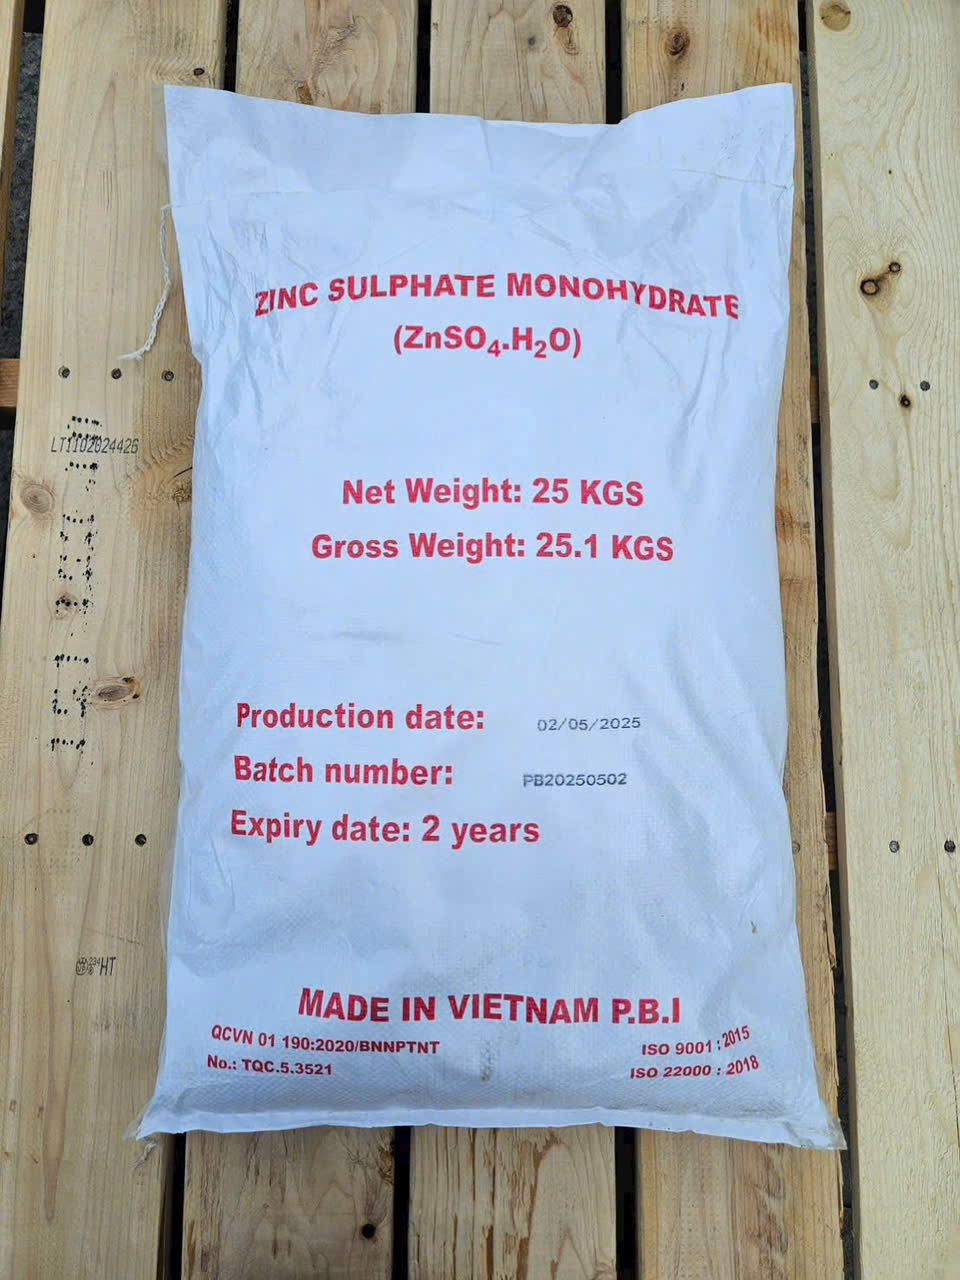 ZINC SULPHATE MONOHYDRATE
(ZnSO₄.H₂O)
Net Weight: 25 KGS
Gross Weight: 25.1 KGS
LT1102024426
Production date: 02/05/2025
Batch number: PB20250502
Expiry date: 2 years
HT
MADE IN VIETNAM P.B.I
QCVN 01 190:2020/BNNPTNT
No.: TQC.5.3521
ISO 9001 : 2015
ISO 22000 : 2018